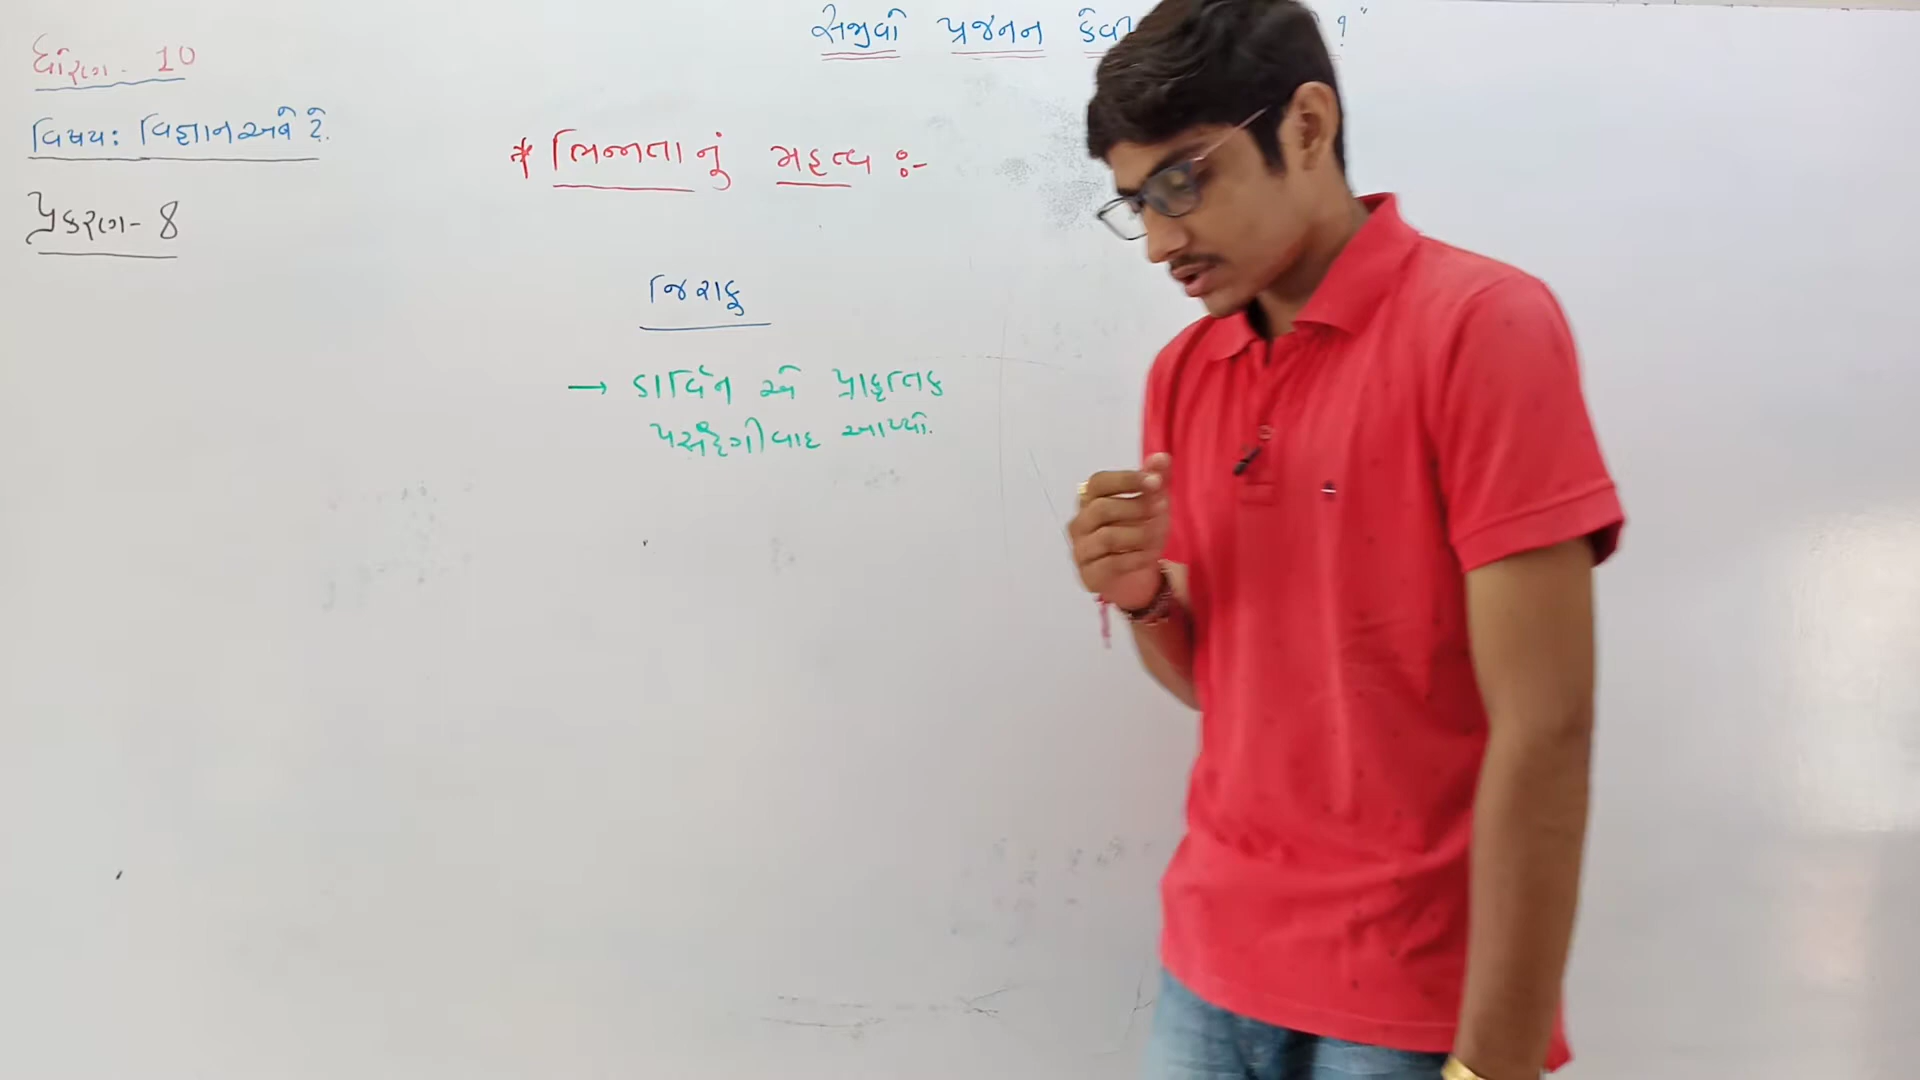 સજીવો પ્રજનન કેવી ?"
ધોરણ - 10
વિષય: વિજ્ઞાન અને ટે.
પ્રકરણ - 8
* ભિન્નતાનું મહત્વ :-
જિરાફ
→ ડાર્વિન એ પ્રાકૃતિક
પસંદગીવાદ આપ્યો.